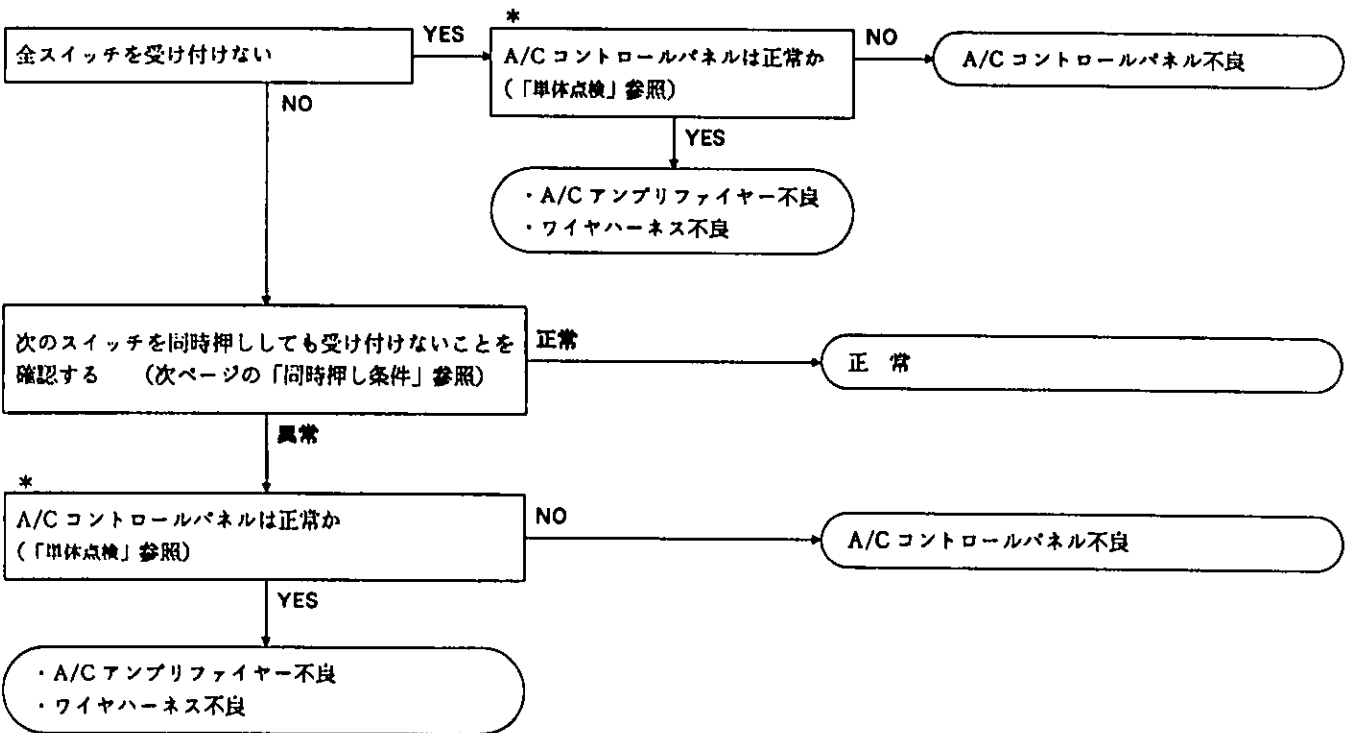 全スイッチを受け付けない
YES
*
A/C コントロールパネルは正常か
(「単体点検」参照)
NO
A/C コントロールパネル不良
NO
YES
・A/C アンプリファイヤー不良
・ワイヤハーネス不良
次のスイッチを同時押ししても受け付けないことを
確認する (次ページの「同時押し条件」参照)
正常
正 常
異常
*
A/C コントロールパネルは正常か
(「単体点検」参照)
NO
A/C コントロールパネル不良
YES
・A/C アンプリファイヤー不良
・ワイヤハーネス不良